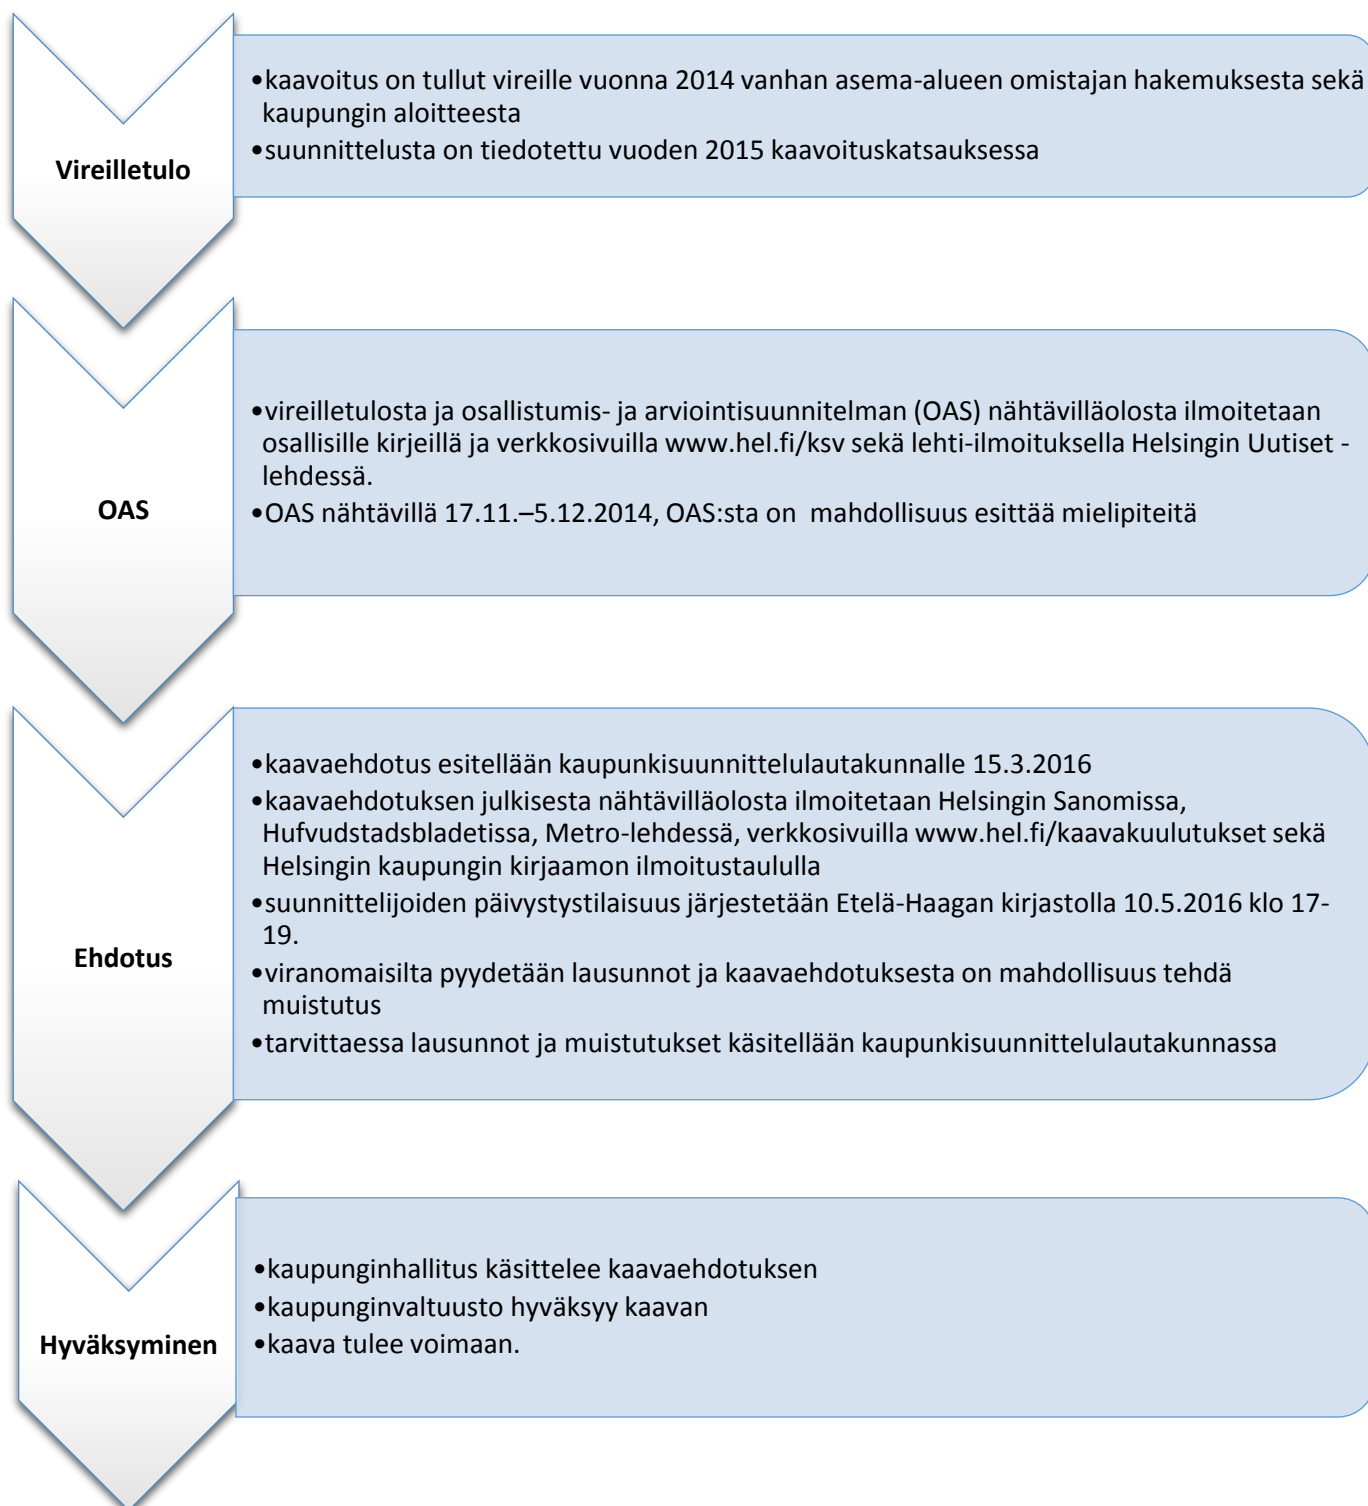 Vireilletulo
•kaavoitus on tullut vireille vuonna 2014 vanhan asema-alueen omistajan hakemuksesta sekä
kaupungin aloitteesta
•suunnittelusta on tiedotettu vuoden 2015 kaavoituskatsauksessa
OAS
•vireilletulosta ja osallistumis- ja arviointisuunnitelman (OAS) nähtävilläolosta ilmoitetaan
osallisille kirjeillä ja verkkosivuilla www.hel.fi/ksv sekä lehti-ilmoituksella Helsingin Uutiset -
lehdessä.
•OAS nähtävillä 17.11.–5.12.2014, OAS:sta on  mahdollisuus esittää mielipiteitä
Ehdotus
•kaavaehdotus esitellään kaupunkisuunnittelulautakunnalle 15.3.2016
•kaavaehdotuksen julkisesta nähtävilläolosta ilmoitetaan Helsingin Sanomissa,
Hufvudstadsbladetissa, Metro-lehdessä, verkkosivuilla www.hel.fi/kaavakuulutukset sekä
Helsingin kaupungin kirjaamon ilmoitustaululla
•suunnittelijoiden päivystystilaisuus järjestetään Etelä-Haagan kirjastolla 10.5.2016 klo 17-
19.
•viranomaisilta pyydetään lausunnot ja kaavaehdotuksesta on mahdollisuus tehdä
muistutus
•tarvittaessa lausunnot ja muistutukset käsitellään kaupunkisuunnittelulautakunnassa
Hyväksyminen
•kaupunginhallitus käsittelee kaavaehdotuksen
•kaupunginvaltuusto hyväksyy kaavan
•kaava tulee voimaan.